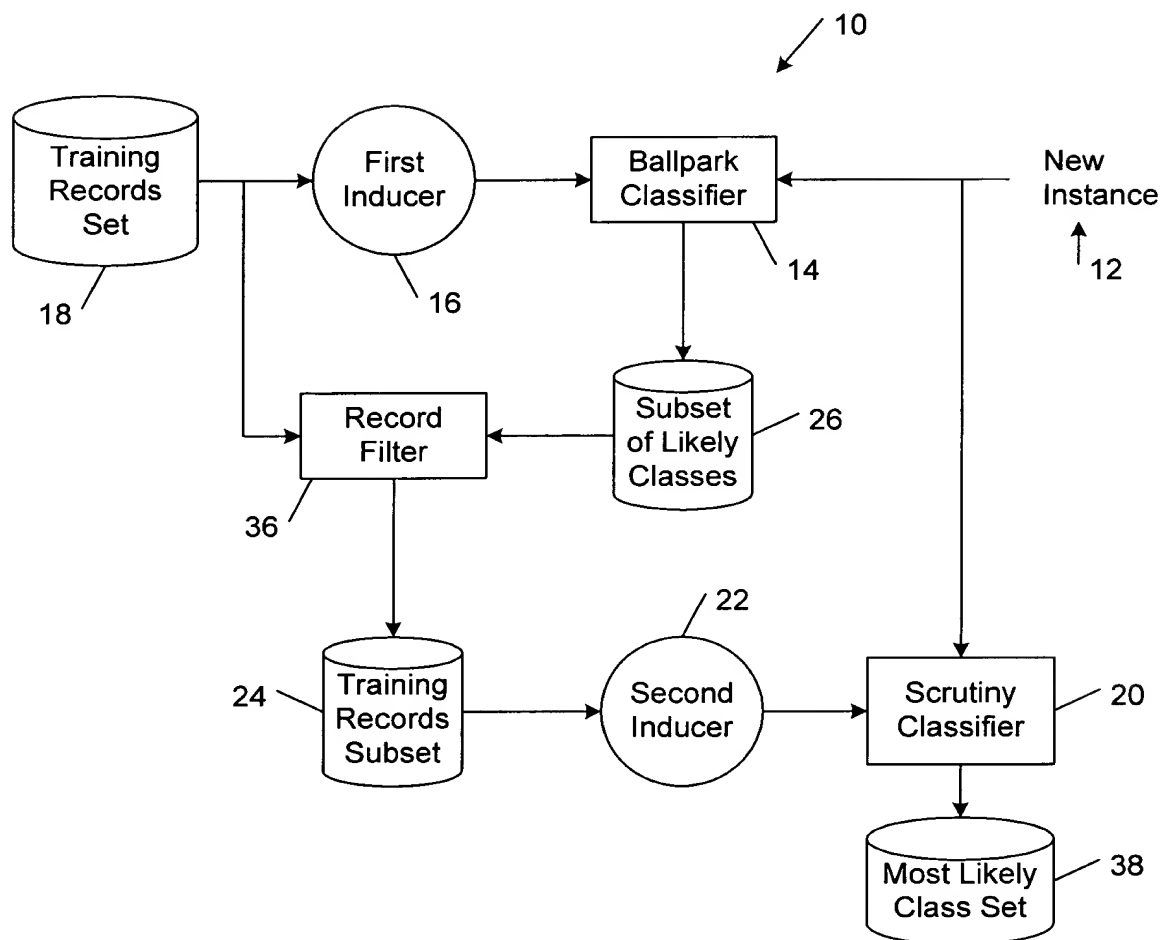 10
Training
Records
Set
First
Inducer
Ballpark
Classifier
New
Instance
18
16
14
12
Record
Filter
Subset
of Likely
Classes
26
36
22
24
Training
Records
Subset
Second
Inducer
Scrutiny
Classifier
20
Most Likely
Class Set
38